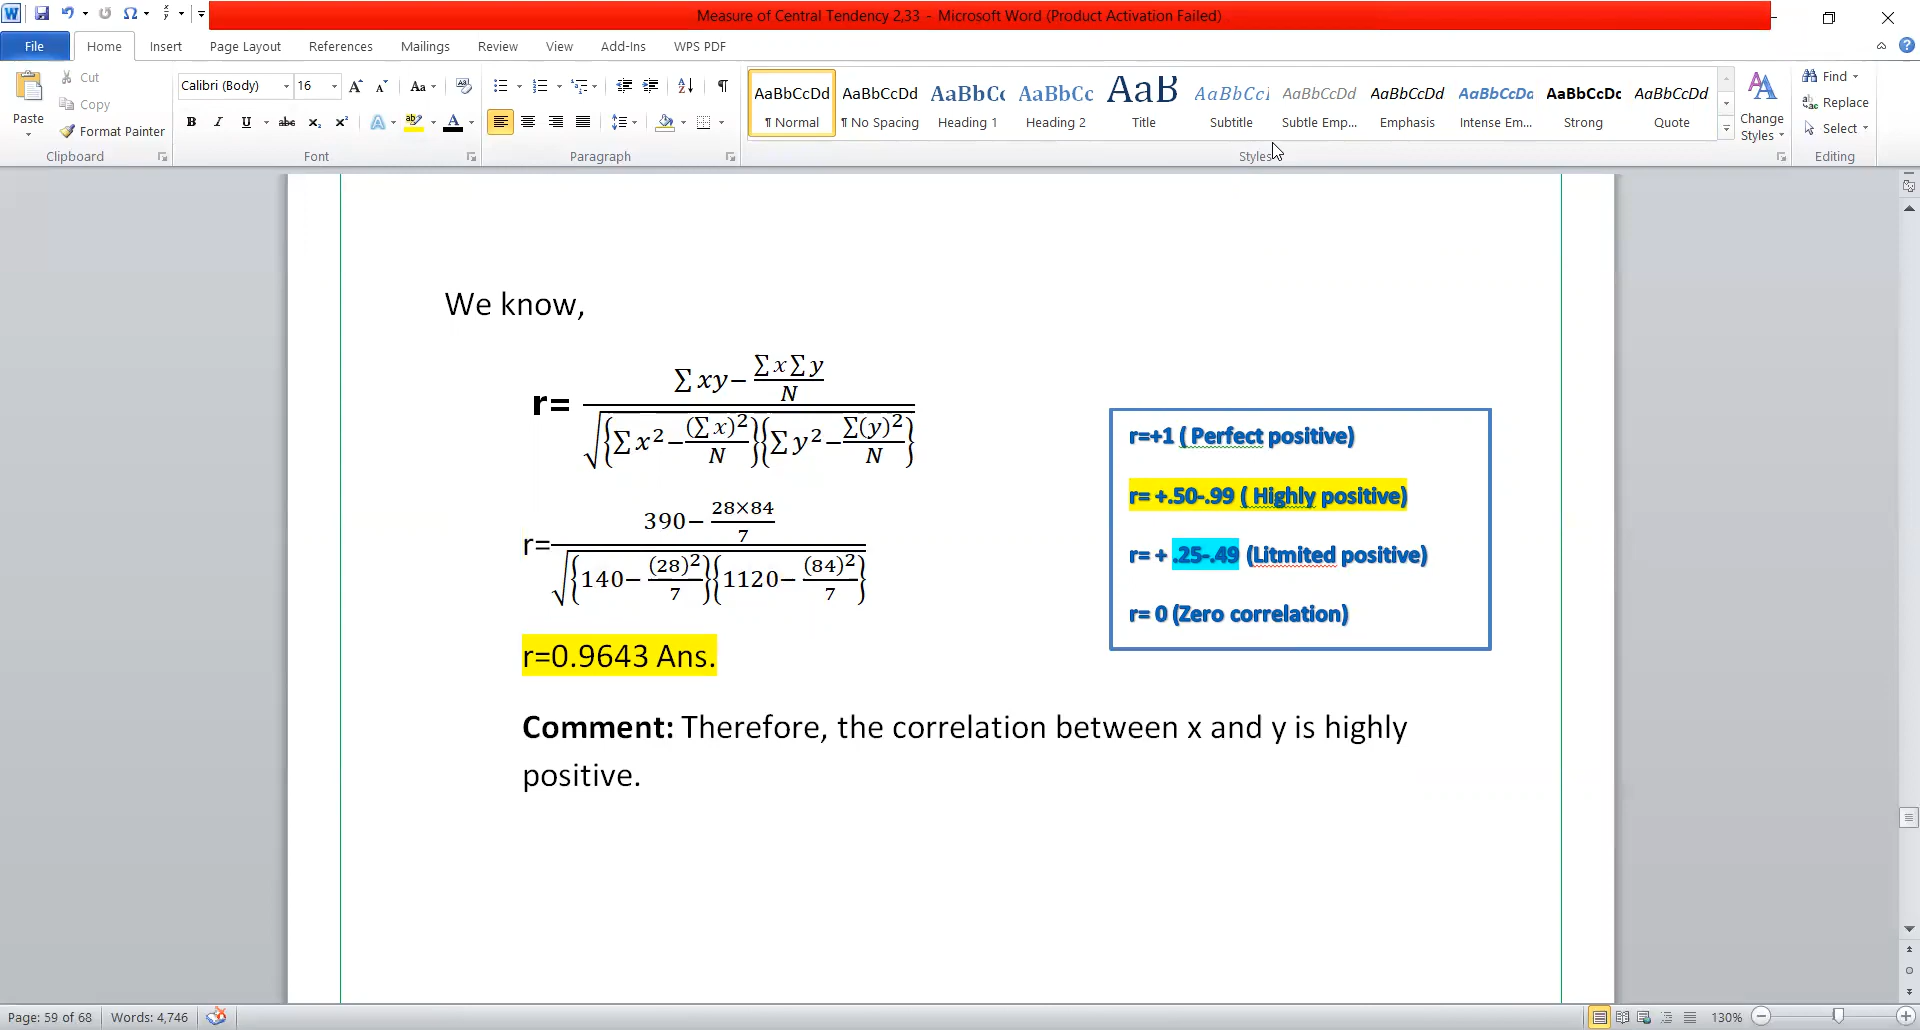 Measure of Central Tendency 2,33 - Microsoft Word (Product Activation Failed)
File Home Insert Page Layout References Mailings Review View Add-Ins WPS PDF
Paste
Cut
Copy
Format Painter
Clipboard
Calibri (Body) 16
B I U abc x₂ x²
Font
Paragraph
AaBbCcDd AaBbCcDd AaBbCc AaBbCc AaB AaBbCcI AaBbCcDd AaBbCcDd AaBbCcDd AaBbCcDc AaBbCcDd
¶ Normal ¶ No Spacing Heading 1 Heading 2 Title Subtitle Subtle Emp... Emphasis Intense Em... Strong Quote
Styles
Change Styles
Find
Replace
Select
Editing
We know,
r= (∑xy− (∑x∑y)/N) / √{∑x²−(∑x)²/N}{∑y²−∑(y)²/N}
r= (390− (28×84)/7) / √{140−(28)²/7}{1120−(84)²/7}
r=0.9643 Ans.
Comment: Therefore, the correlation between x and y is highly
positive.
r=+1 ( Perfect positive)
r= +.50-.99 ( Highly positive)
r= + .25-.49 (Litmited positive)
r= 0 (Zero correlation)
Page: 59 of 68 Words: 4,746 130%